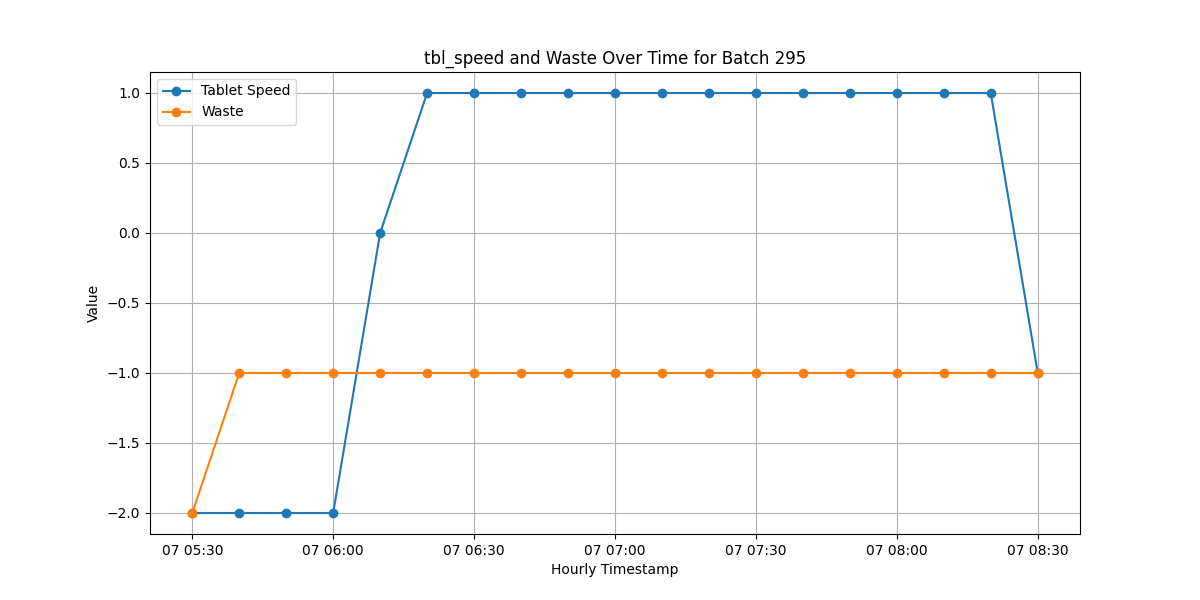 tbl_speed and Waste Over Time for Batch 295
Tablet Speed
Waste
Value
1.0
0.5
0.0
−0.5
−1.0
−1.5
−2.0
07 05:30 07 06:00 07 06:30 07 07:00 07 07:30 07 08:00 07 08:30
Hourly Timestamp